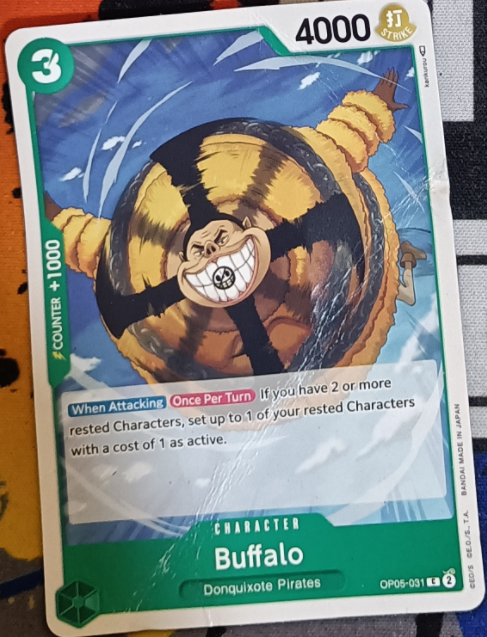 3
4000
打
STRIKE
kankurou
COUNTER +1000
When Attacking Once Per Turn If you have 2 or more
rested Characters, set up to 1 of your rested Characters
with a cost of 1 as active.
CHARACTER
Buffalo
Donquixote Pirates
OP05-031 C 2
©EO/S ©E.O./S., T.A. BANDAI MADE IN JAPAN